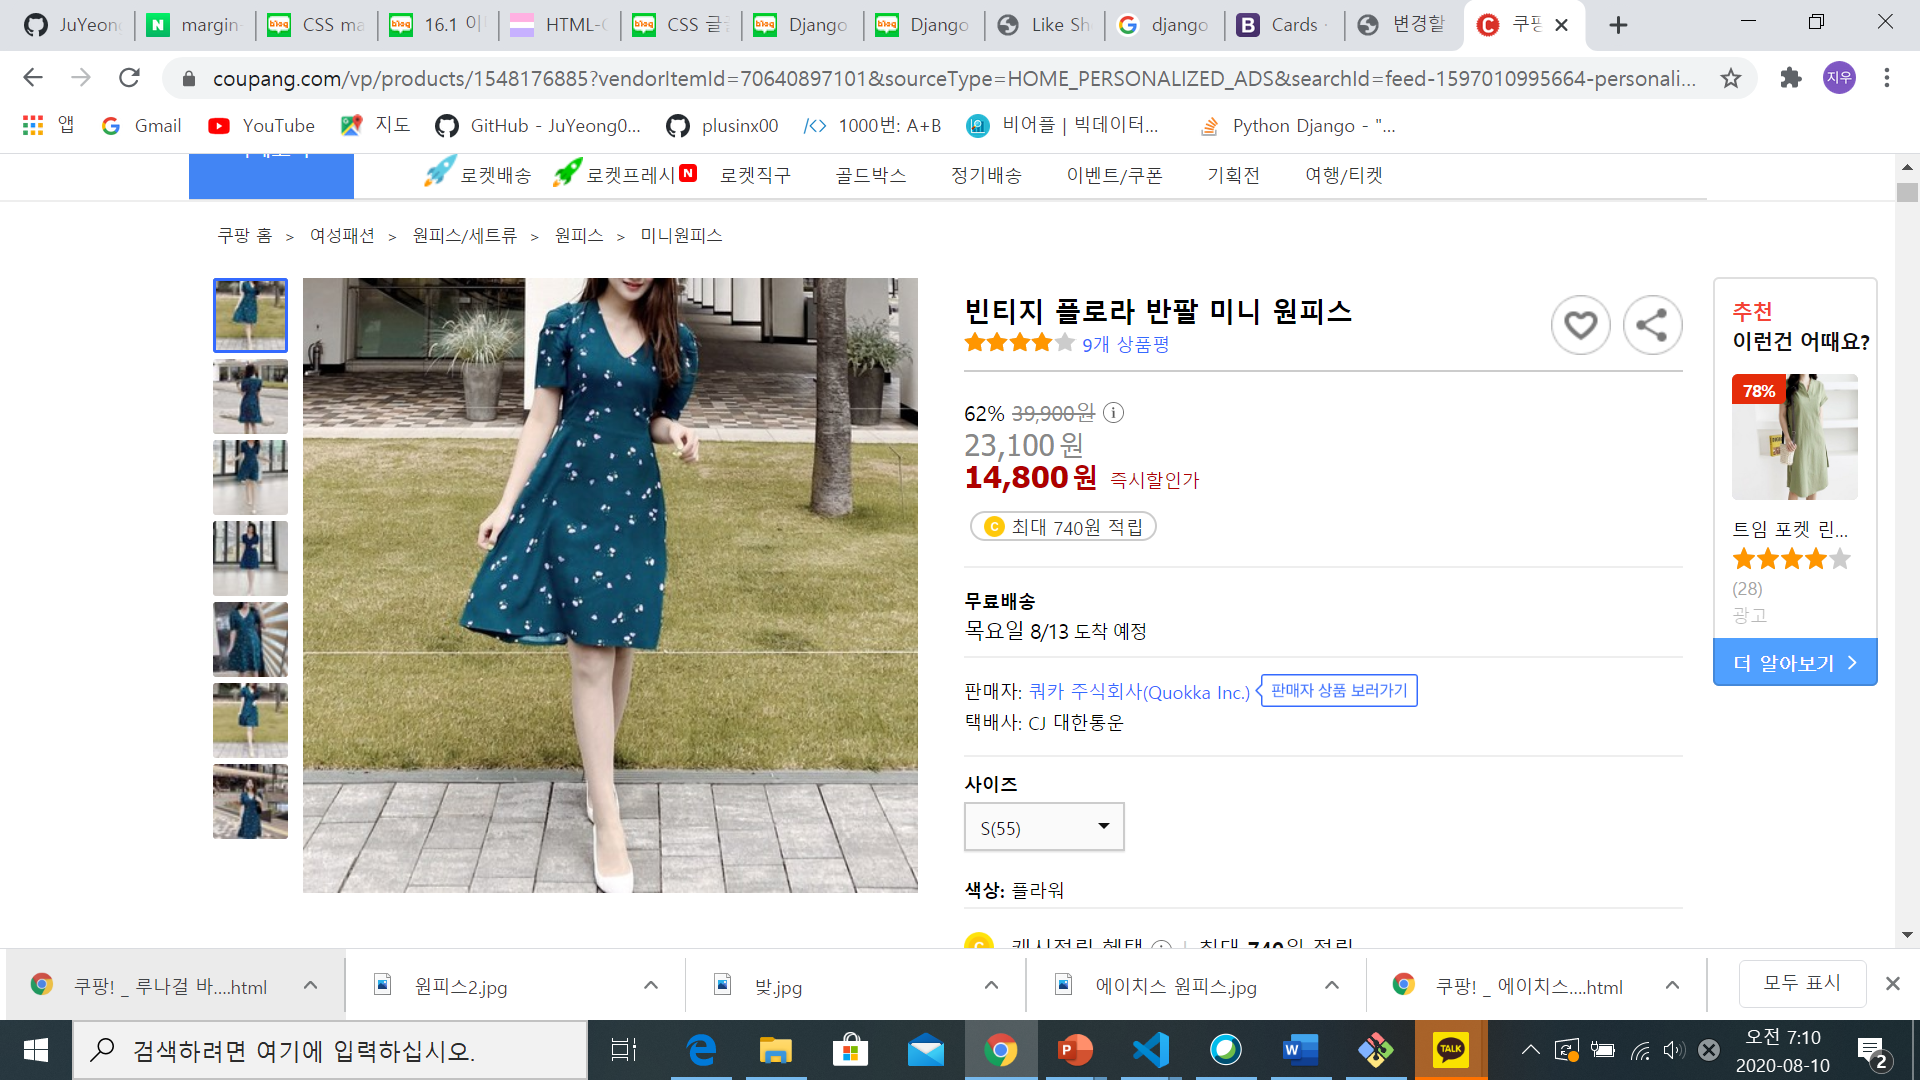 JuYeong
margin-
CSS ma
16.1 이
HTML-C
CSS 글
Django
Django
Like Sh
django
Cards
변경할
쿠팡
coupang.com/vp/products/1548176885?vendorItemId=70640897101&sourceType=HOME_PERSONALIZED_ADS&searchId=feed-1597010995664-personali...
지우
앱
Gmail
YouTube
지도
GitHub - JuYeong0...
plusinx00
1000번: A+B
비어플 | 빅데이터...
Python Django - "...
로켓배송
로켓프레시 N
로켓직구
골드박스
정기배송
이벤트/쿠폰
기획전
여행/티켓
쿠팡 홈 > 여성패션 > 원피스/세트류 > 원피스 > 미니원피스
빈티지 플로라 반팔 미니 원피스
9개 상품평
62% 39,900원
23,100원
14,800원 즉시할인가
최대 740원 적립
무료배송
목요일 8/13 도착 예정
판매자: 쿼카 주식회사(Quokka Inc.) 판매자 상품 보러가기
택배사: CJ 대한통운
사이즈
S(55)
색상: 플라워
캐시적립 혜택 | 최대 740원 적립
추천
이런건 어때요?
78%
트임 포켓 린...
(28)
광고
더 알아보기 >
쿠팡! _ 루나걸 바....html
원피스2.jpg
밪.jpg
에이치스 원피스.jpg
쿠팡! _ 에이치스....html
모두 표시
검색하려면 여기에 입력하십시오.
TALK
오전 7:10
2020-08-10
2